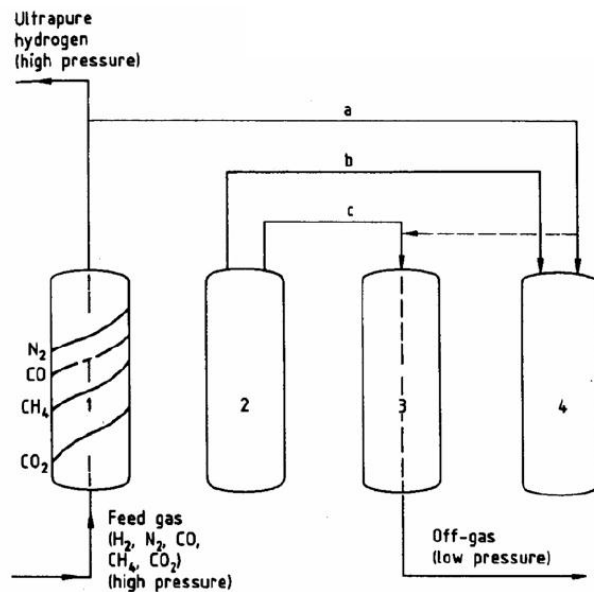 Ultrapure
hydrogen
(high pressure)
a
b
c
N₂
CO
CH₄
CO₂
1
2
3
4
Feed gas
(H₂, N₂, CO,
CH₄, CO₂)
(high pressure)
Off-gas
(low pressure)